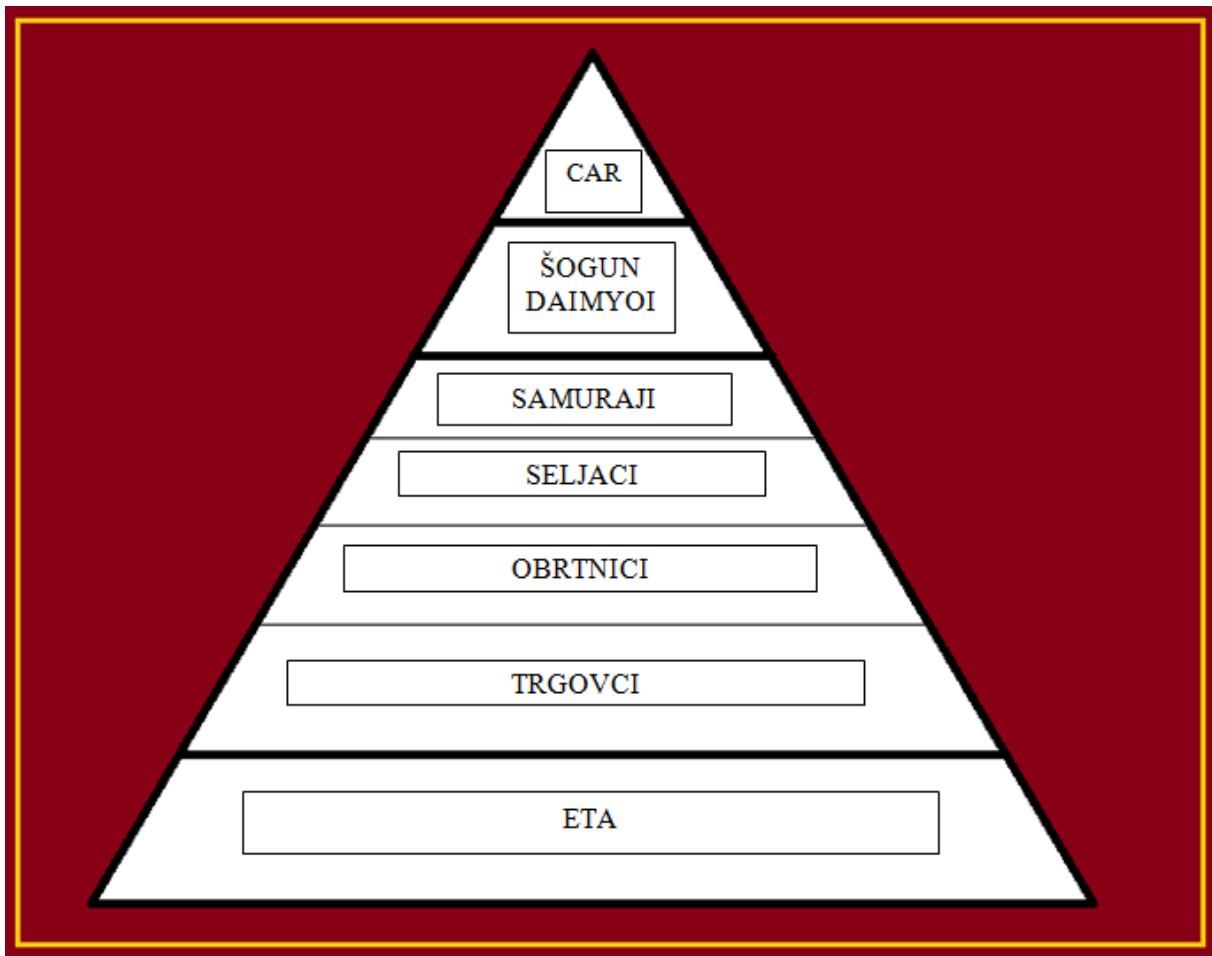 CAR
ŠOGUN
DAIMYOI
SAMURAJI
SELJACI
OBRTNICI
TRGOVCI
ETA